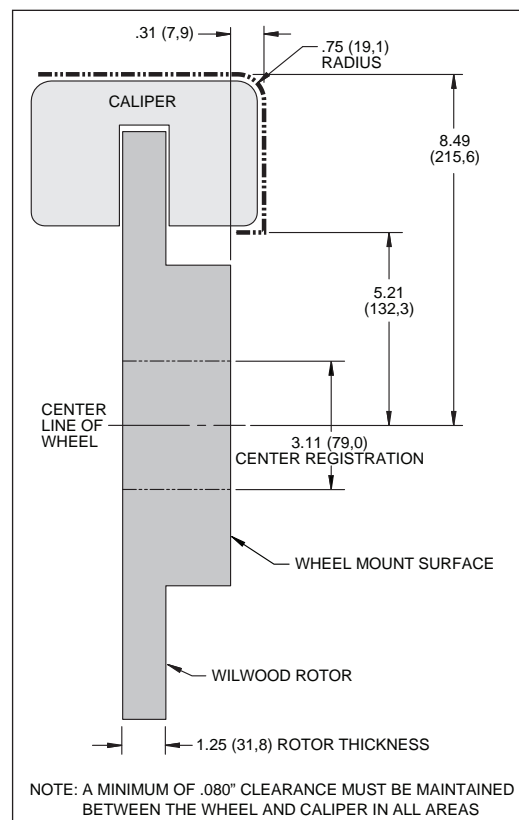 .31 (7,9)
.75 (19,1)
RADIUS
CALIPER
8.49
(215,6)
5.21
(132,3)
CENTER
LINE OF
WHEEL
3.11 (79,0)
CENTER REGISTRATION
WHEEL MOUNT SURFACE
WILWOOD ROTOR
1.25 (31,8) ROTOR THICKNESS
NOTE: A MINIMUM OF .080" CLEARANCE MUST BE MAINTAINED
BETWEEN THE WHEEL AND CALIPER IN ALL AREAS